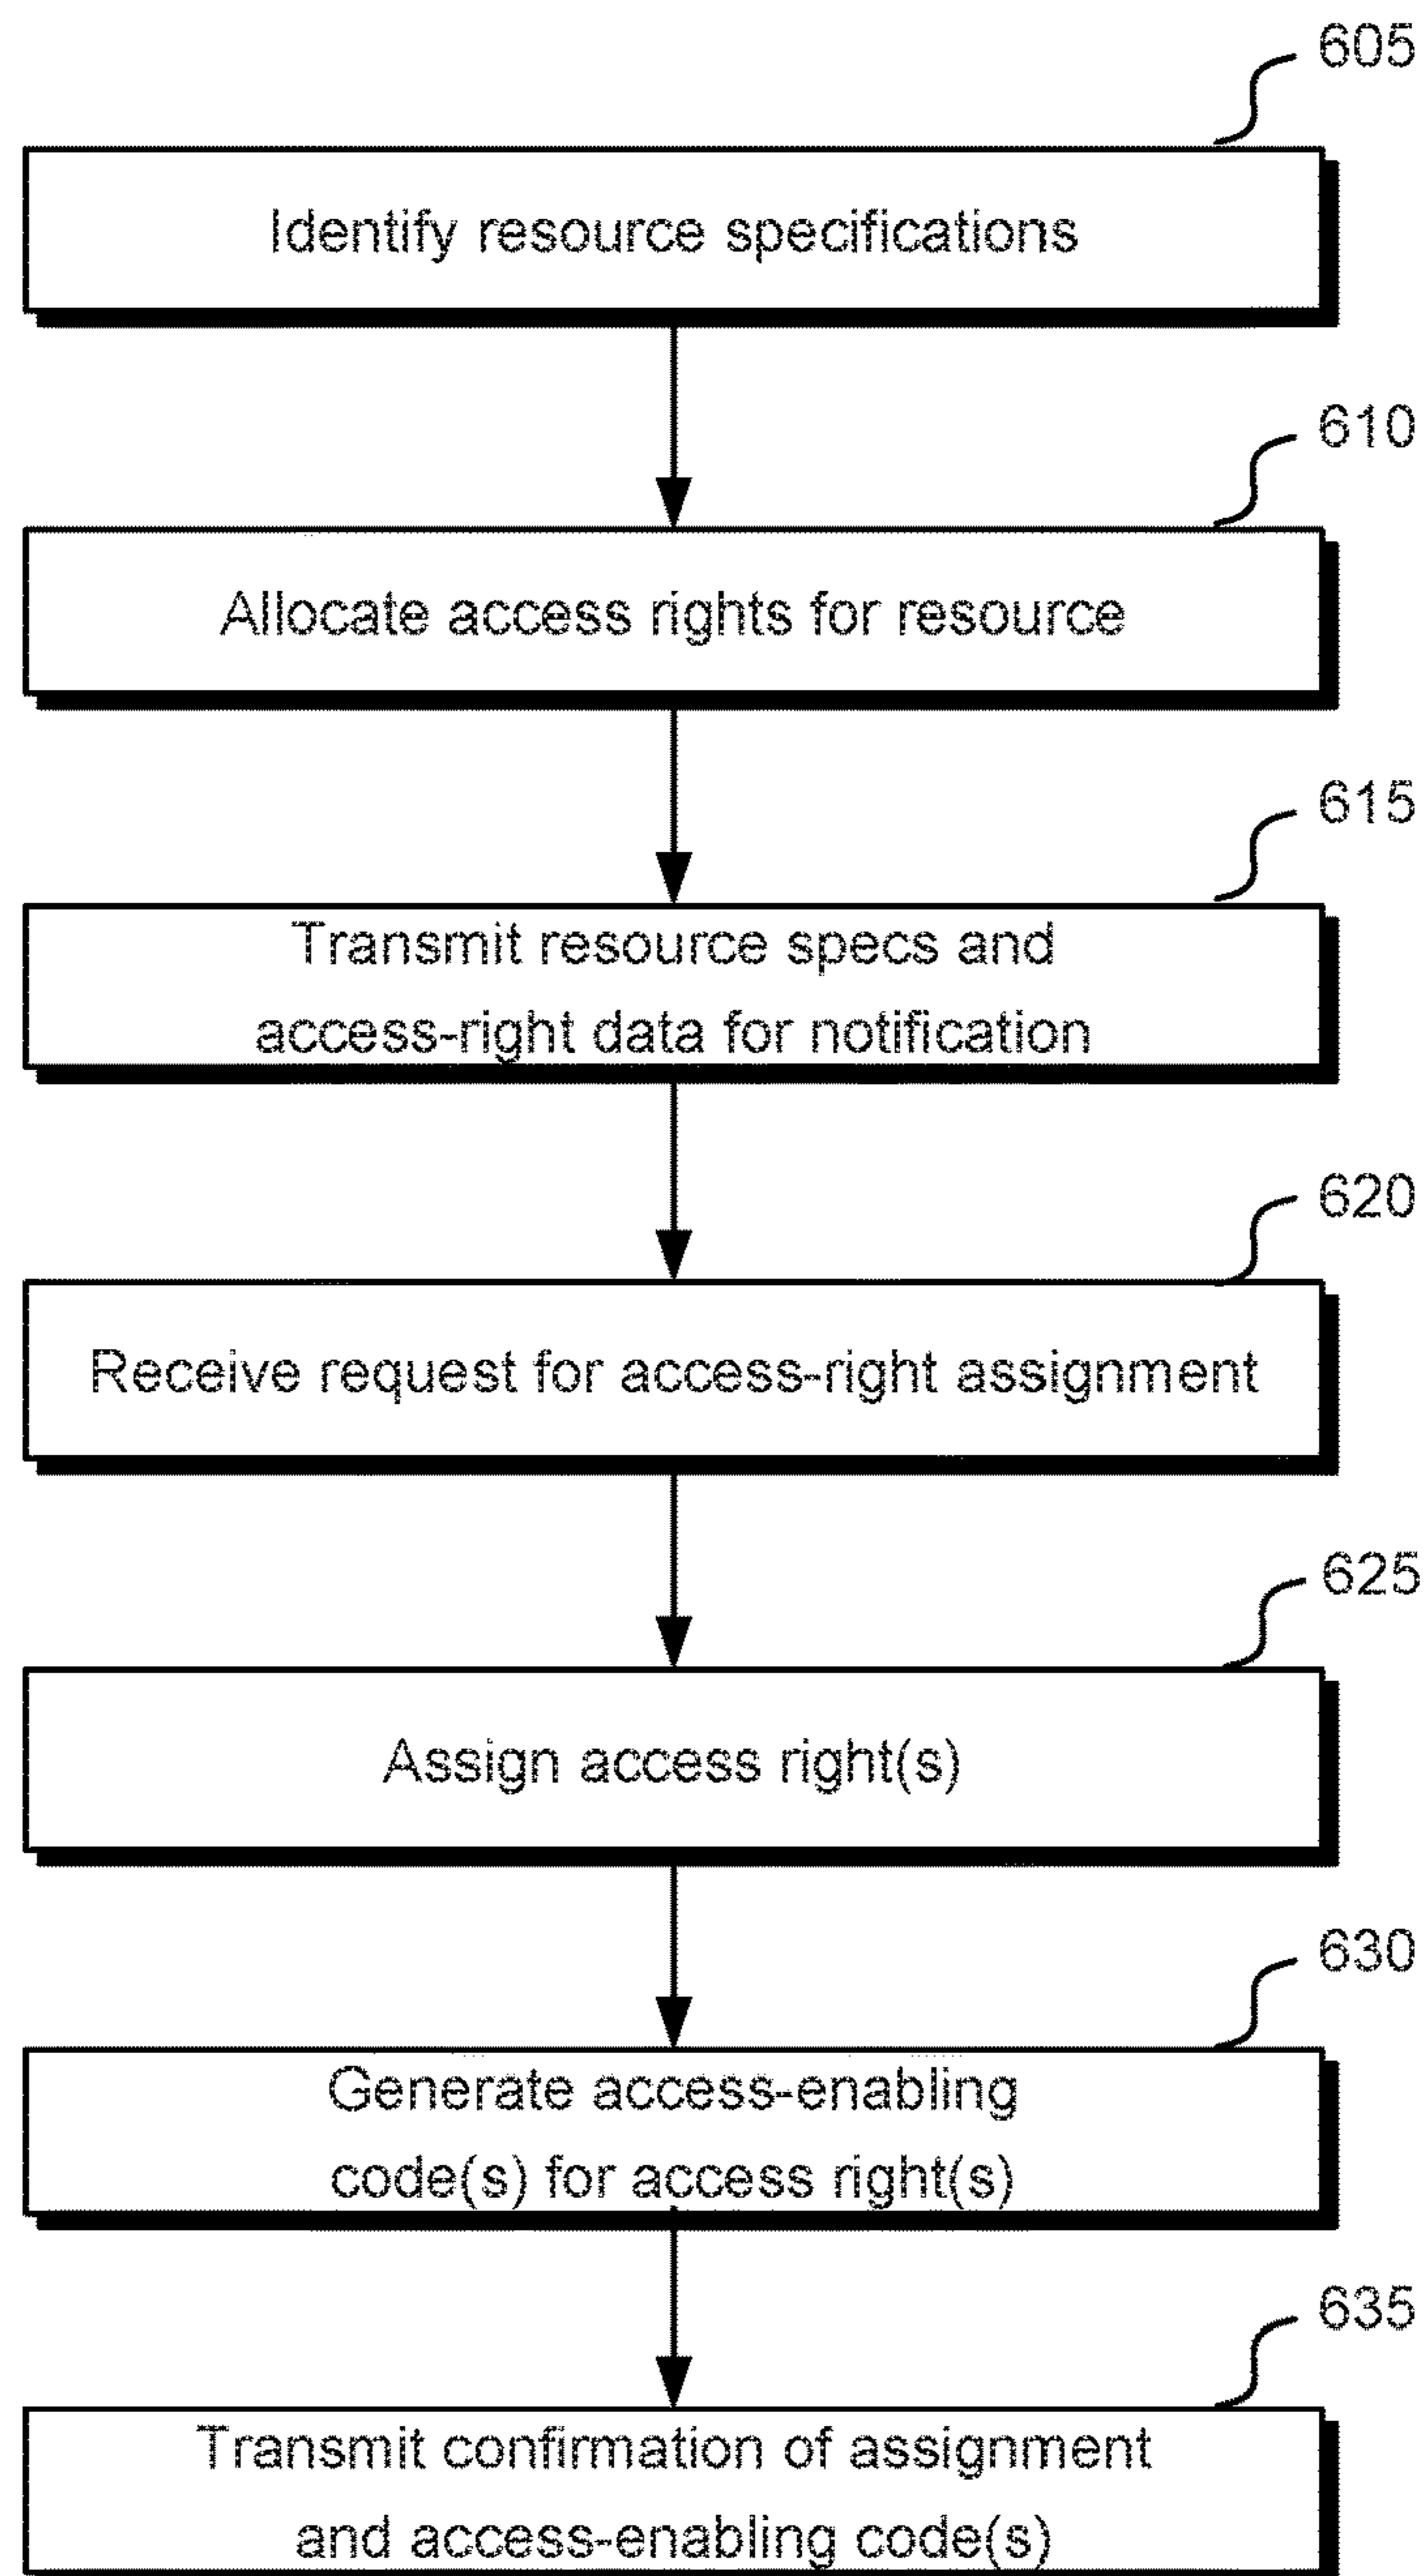 605
Identify resource specifications
610
Allocate access rights for resource
615
Transmit resource specs and
access-right data for notification
620
Receive request for access-right assignment
625
Assign access right(s)
630
Generate access-enabling
code(s) for access right(s)
635
Transmit confirmation of assignment
and access-enabling code(s)